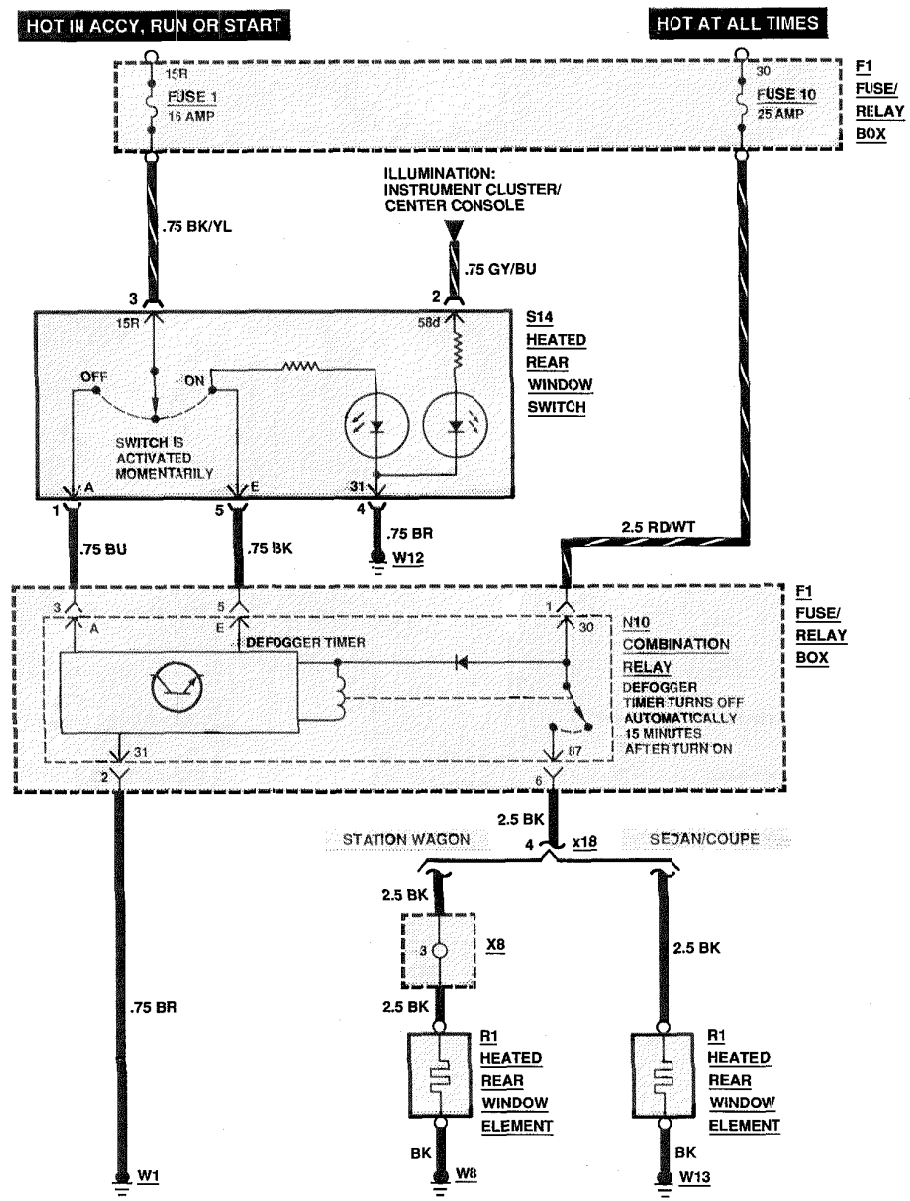 HOT IN ACCY, RUN OR START
HOT AT ALL TIMES
15R
FUSE 1
15 AMP
30
FUSE 10
25 AMP
F1
FUSE/
RELAY
BOX
ILLUMINATION:
INSTRUMENT CLUSTER/
CENTER CONSOLE
.75 BK/YL
.75 GY/BU
3
2
15R
58d
S14
HEATED
REAR
WINDOW
SWITCH
OFF
ON
SWITCH IS
ACTIVATED
MOMENTARILY
A
E
31
1
5
4
.75 BU
.75 BK
.75 BR
W12
2.5 RD/WT
3
5
1
A
E
30
DEFOGGER TIMER
N10
COMBINATION
RELAY
DEFOGGER
TIMER TURNS OFF
AUTOMATICALLY
15 MINUTES
AFTER TURN ON
F1
FUSE/
RELAY
BOX
31
87
2
6
2.5 BK
4
X18
STATION WAGON
SEDAN/COUPE
2.5 BK
3
X8
2.5 BK
2.5 BK
.75 BR
R1
HEATED
REAR
WINDOW
ELEMENT
R1
HEATED
REAR
WINDOW
ELEMENT
BK
BK
W1
W8
W13